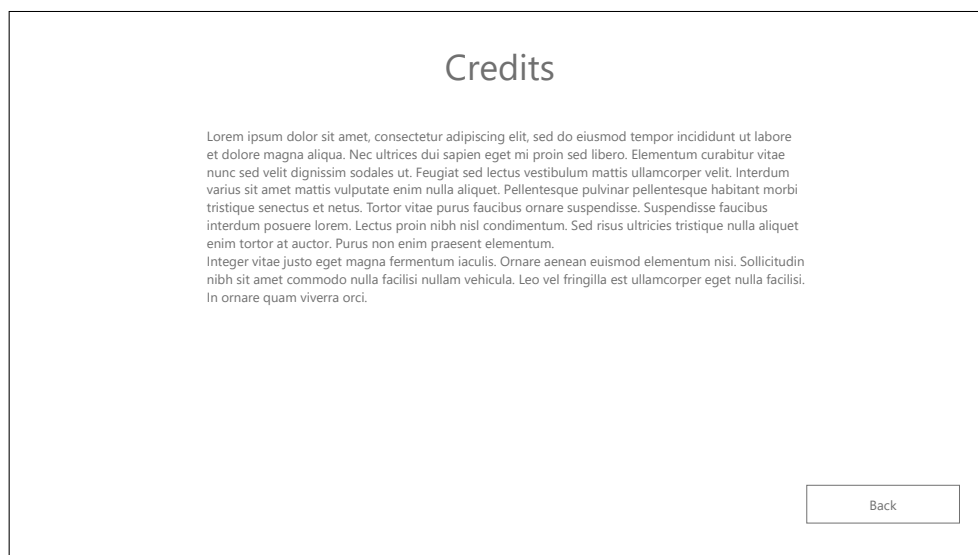 Credits
Lorem ipsum dolor sit amet, consectetur adipiscing elit, sed do eiusmod tempor incididunt ut labore
et dolore magna aliqua. Nec ultrices dui sapien eget mi proin sed libero. Elementum curabitur vitae
nunc sed velit dignissim sodales ut. Feugiat sed lectus vestibulum mattis ullamcorper velit. Interdum
varius sit amet mattis vulputate enim nulla aliquet. Pellentesque pulvinar pellentesque habitant morbi
tristique senectus et netus. Tortor vitae purus faucibus ornare suspendisse. Suspendisse faucibus
interdum posuere lorem. Lectus proin nibh nisl condimentum. Sed risus ultricies tristique nulla aliquet
enim tortor at auctor. Purus non enim praesent elementum.
Integer vitae justo eget magna fermentum iaculis. Ornare aenean euismod elementum nisi. Sollicitudin
nibh sit amet commodo nulla facilisi nullam vehicula. Leo vel fringilla est ullamcorper eget nulla facilisi.
In ornare quam viverra orci.
Back